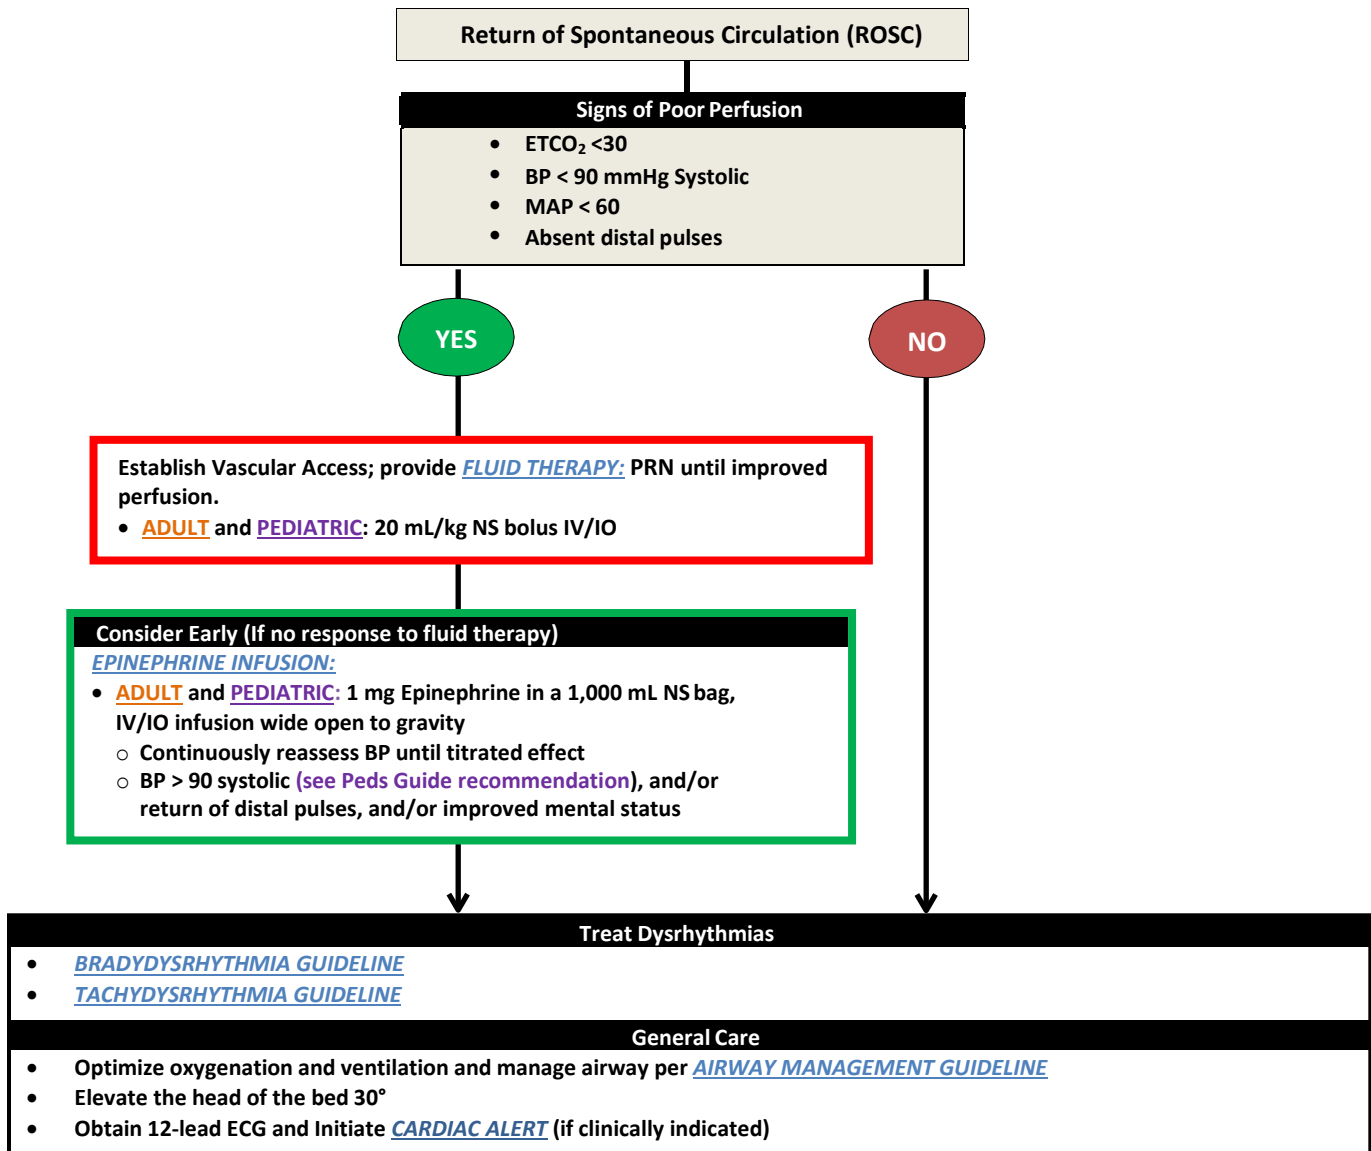 Return of Spontaneous Circulation (ROSC)
Signs of Poor Perfusion
• ETCO₂ <30
• BP < 90 mmHg Systolic
• MAP < 60
• Absent distal pulses
YES
NO
Establish Vascular Access; provide FLUID THERAPY: PRN until improved
perfusion.
• ADULT and PEDIATRIC: 20 mL/kg NS bolus IV/IO
Consider Early (If no response to fluid therapy)
EPINEPHRINE INFUSION:
• ADULT and PEDIATRIC: 1 mg Epinephrine in a 1,000 mL NS bag,
IV/IO infusion wide open to gravity
o Continuously reassess BP until titrated effect
o BP > 90 systolic (see Peds Guide recommendation), and/or
return of distal pulses, and/or improved mental status
Treat Dysrhythmias
• BRADYDYSRHYTHMIA GUIDELINE
• TACHYDYSRHYTHMIA GUIDELINE
General Care
• Optimize oxygenation and ventilation and manage airway per AIRWAY MANAGEMENT GUIDELINE
• Elevate the head of the bed 30°
• Obtain 12-lead ECG and Initiate CARDIAC ALERT (if clinically indicated)